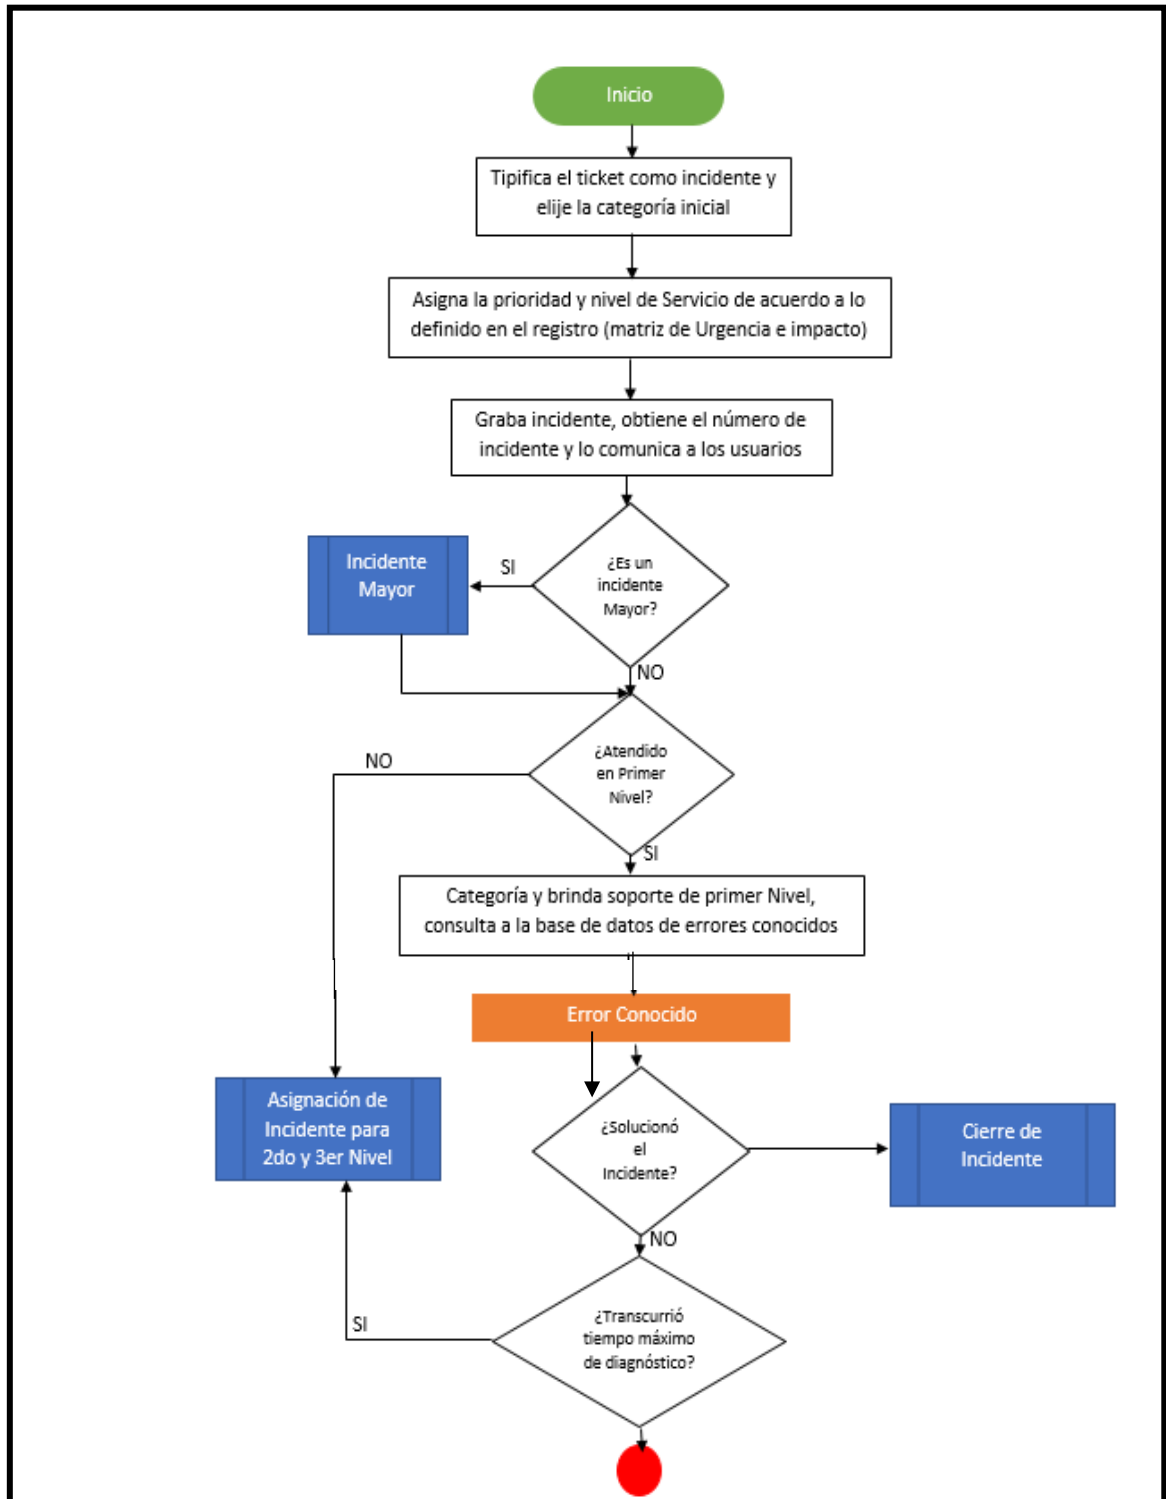 Inicio
Tipifica el ticket como incidente y
elije la categoría inicial
Asigna la prioridad y nivel de Servicio de acuerdo a lo
definido en el registro (matriz de Urgencia e impacto)
Graba incidente, obtiene el número de
incidente y lo comunica a los usuarios
¿Es un
incidente
Mayor?
SI
Incidente
Mayor
NO
¿Atendido
en Primer
Nivel?
NO
SI
Categoría y brinda soporte de primer Nivel,
consulta a la base de datos de errores conocidos
Error Conocido
Asignación de
Incidente para
2do y 3er Nivel
¿Solucionó
el
Incidente?
Cierre de
Incidente
NO
¿Transcurrió
tiempo máximo
de diagnóstico?
SI